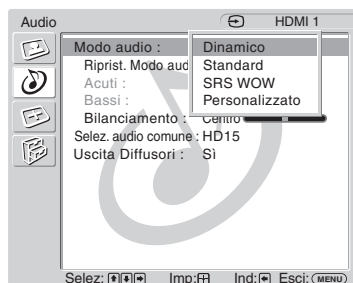 Audio HDMI 1
Modo audio : Dinamico
Riprist. Modo aud Standard
Acuti : SRS WOW
Bassi : Personalizzato
Bilanciamento : Centro
Selez. audio comune : HD15
Uscita Diffusori : Sì
Selez: Imp: Ind: Esci: MENU